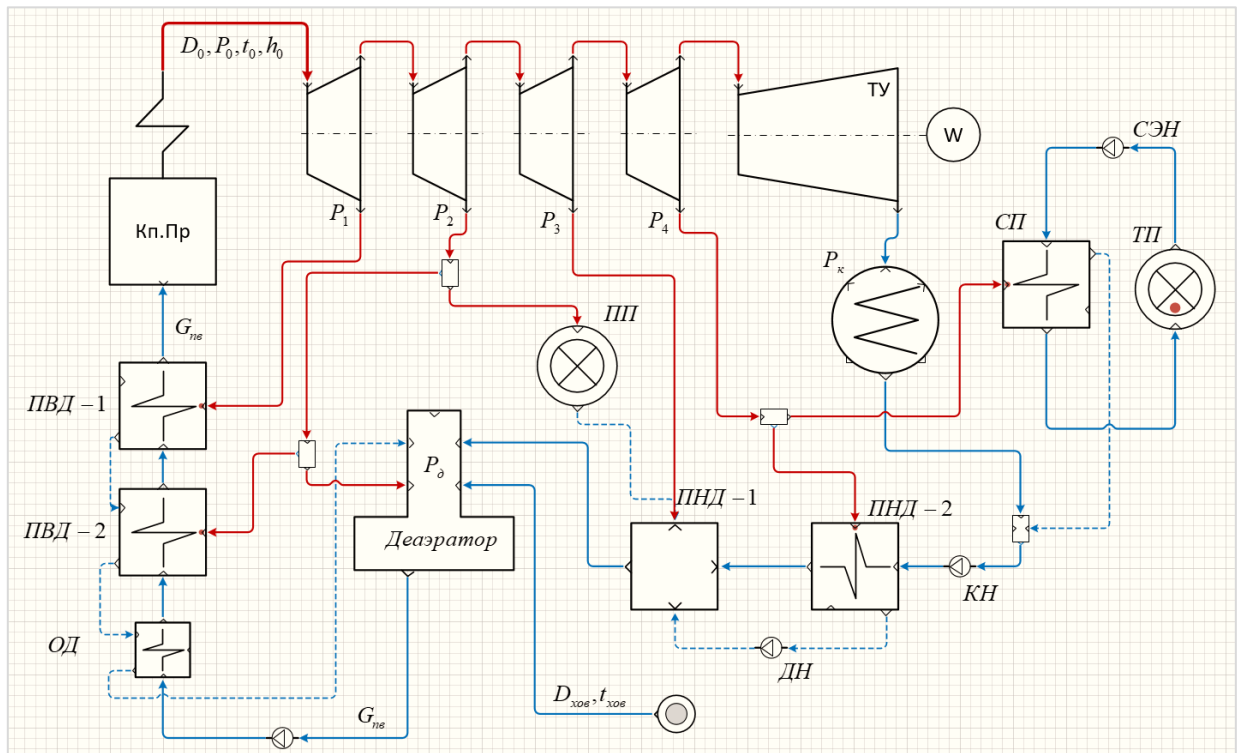 D₀, P₀, t₀, h₀
ТУ
W
СЭН
P₁
P₂
P₃
P₄
СП
ТП
Кп.Пр
Pк
Gпв
ПП
ПВД – 1
Pд
ПНД – 1
ПНД – 2
ПВД – 2
Деаэратор
КН
ОД
ДН
Dхов, tхов
Gпв